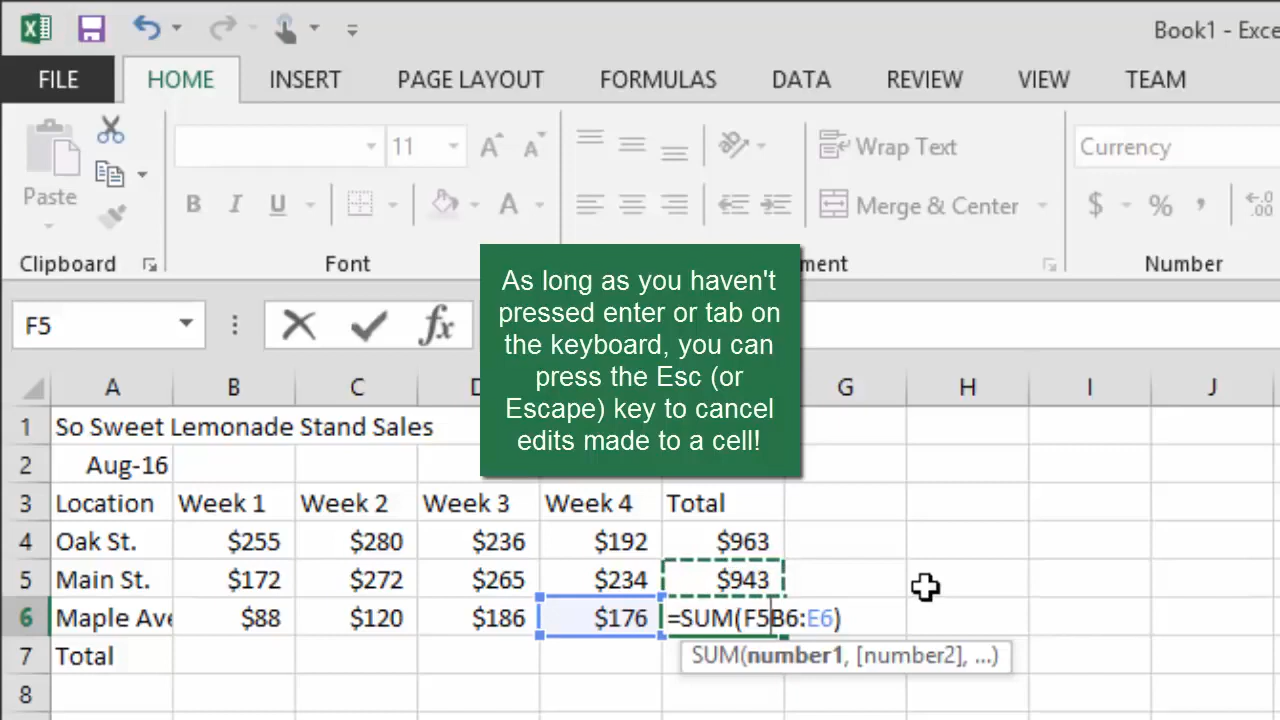 Book1 - Exce
FILE HOME INSERT PAGE LAYOUT FORMULAS DATA REVIEW VIEW TEAM
11 A A Wrap Text Currency
Paste B I U A Merge & Center $ % , .00
Clipboard Font ment Number
As long as you haven't
pressed enter or tab on
the keyboard, you can
press the Esc (or
Escape) key to cancel
edits made to a cell!
F5 fx
A B C D G H I J
1 So Sweet Lemonade Stand Sales
2 Aug-16
3 Location Week 1 Week 2 Week 3 Week 4 Total
4 Oak St. $255 $280 $236 $192 $963
5 Main St. $172 $272 $265 $234 $943
6 Maple Ave $88 $120 $186 $176 =SUM(F5B6:E6)
7 Total SUM(number1, [number2], ...)
8